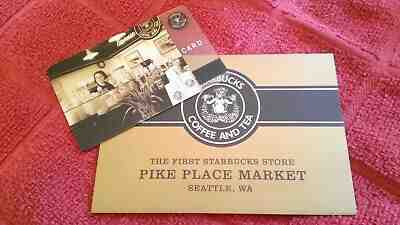 CARD
STARBUCKS
COFFEE AND TEA
THE FIRST STARBUCKS STORE
PIKE PLACE MARKET
SEATTLE, WA